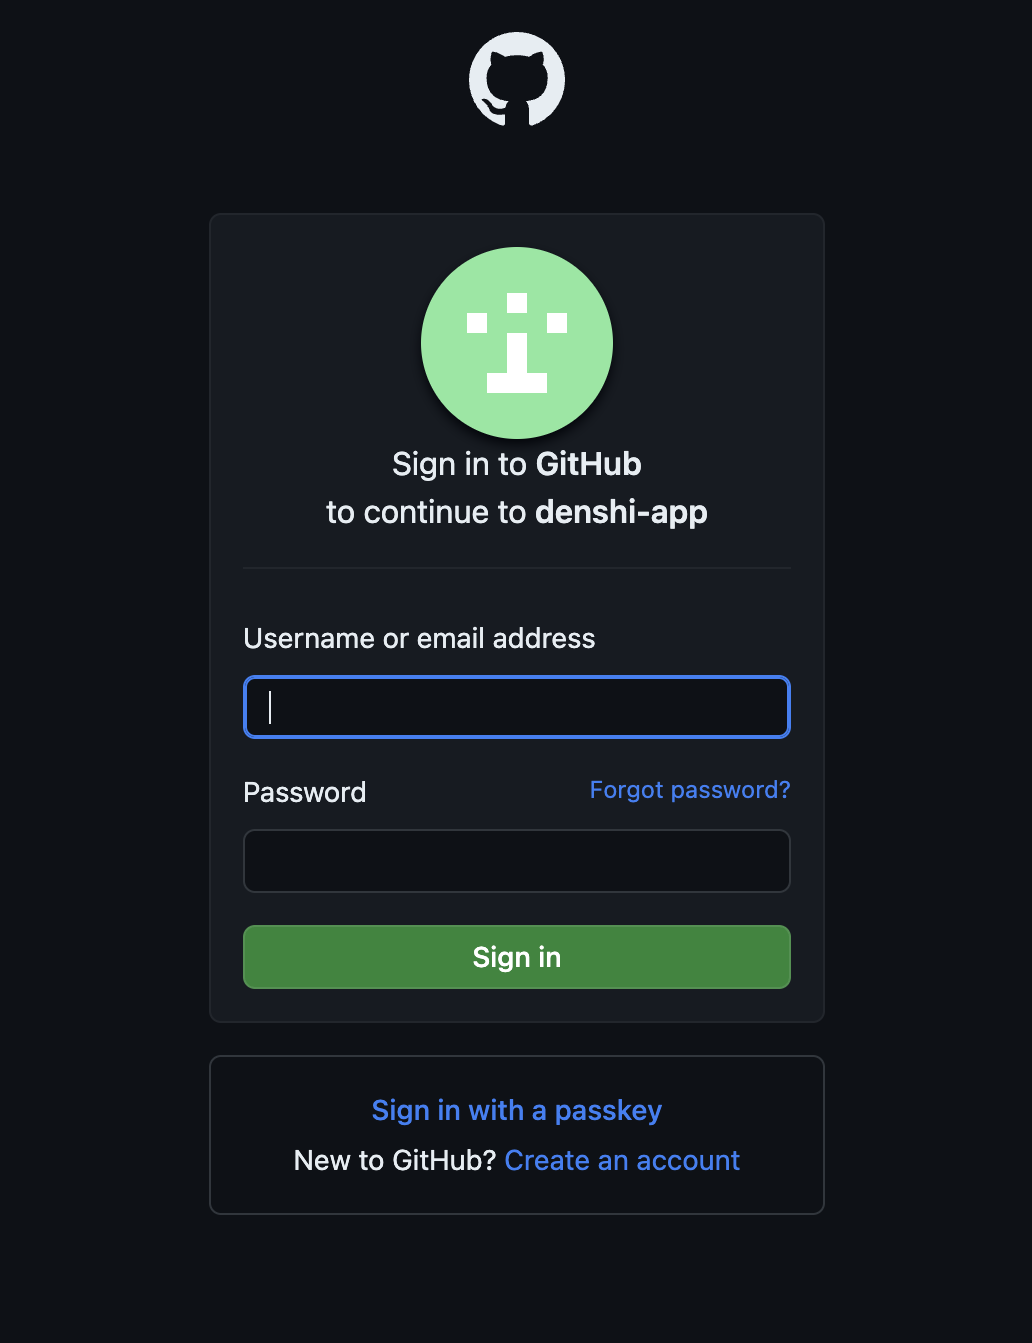 Sign in to GitHub
to continue to denshi-app
Username or email address
Password
Forgot password?
Sign in
Sign in with a passkey
New to GitHub? Create an account